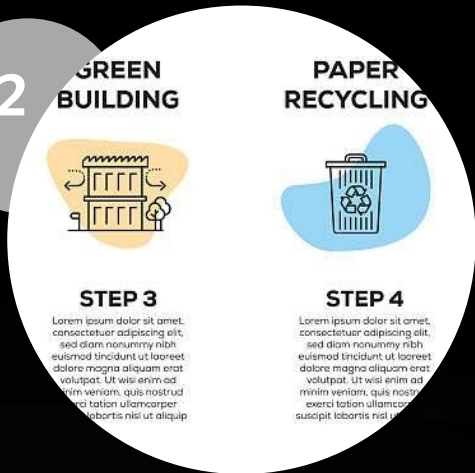 2
GREEN
BUILDING
STEP 3
Lorem ipsum dolor sit amet,
consectetuer adipiscing elit,
sed diam nonummy nibh
euismod tincidunt ut laoreet
dolore magna aliquam erat
volutpat. Ut wisi enim ad
minim veniam, quis nostrud
exerci tation ullamcorper
lobortis nisl ut aliquip
PAPER
RECYCLING
STEP 4
Lorem ipsum dolor sit amet,
consectetuer adipiscing elit,
sed diam nonummy nibh
euismod tincidunt ut laoreet
dolore magna aliquam erat
volutpat. Ut wisi enim ad
minim veniam, quis
exerci tation
suscipit lobortis nisl